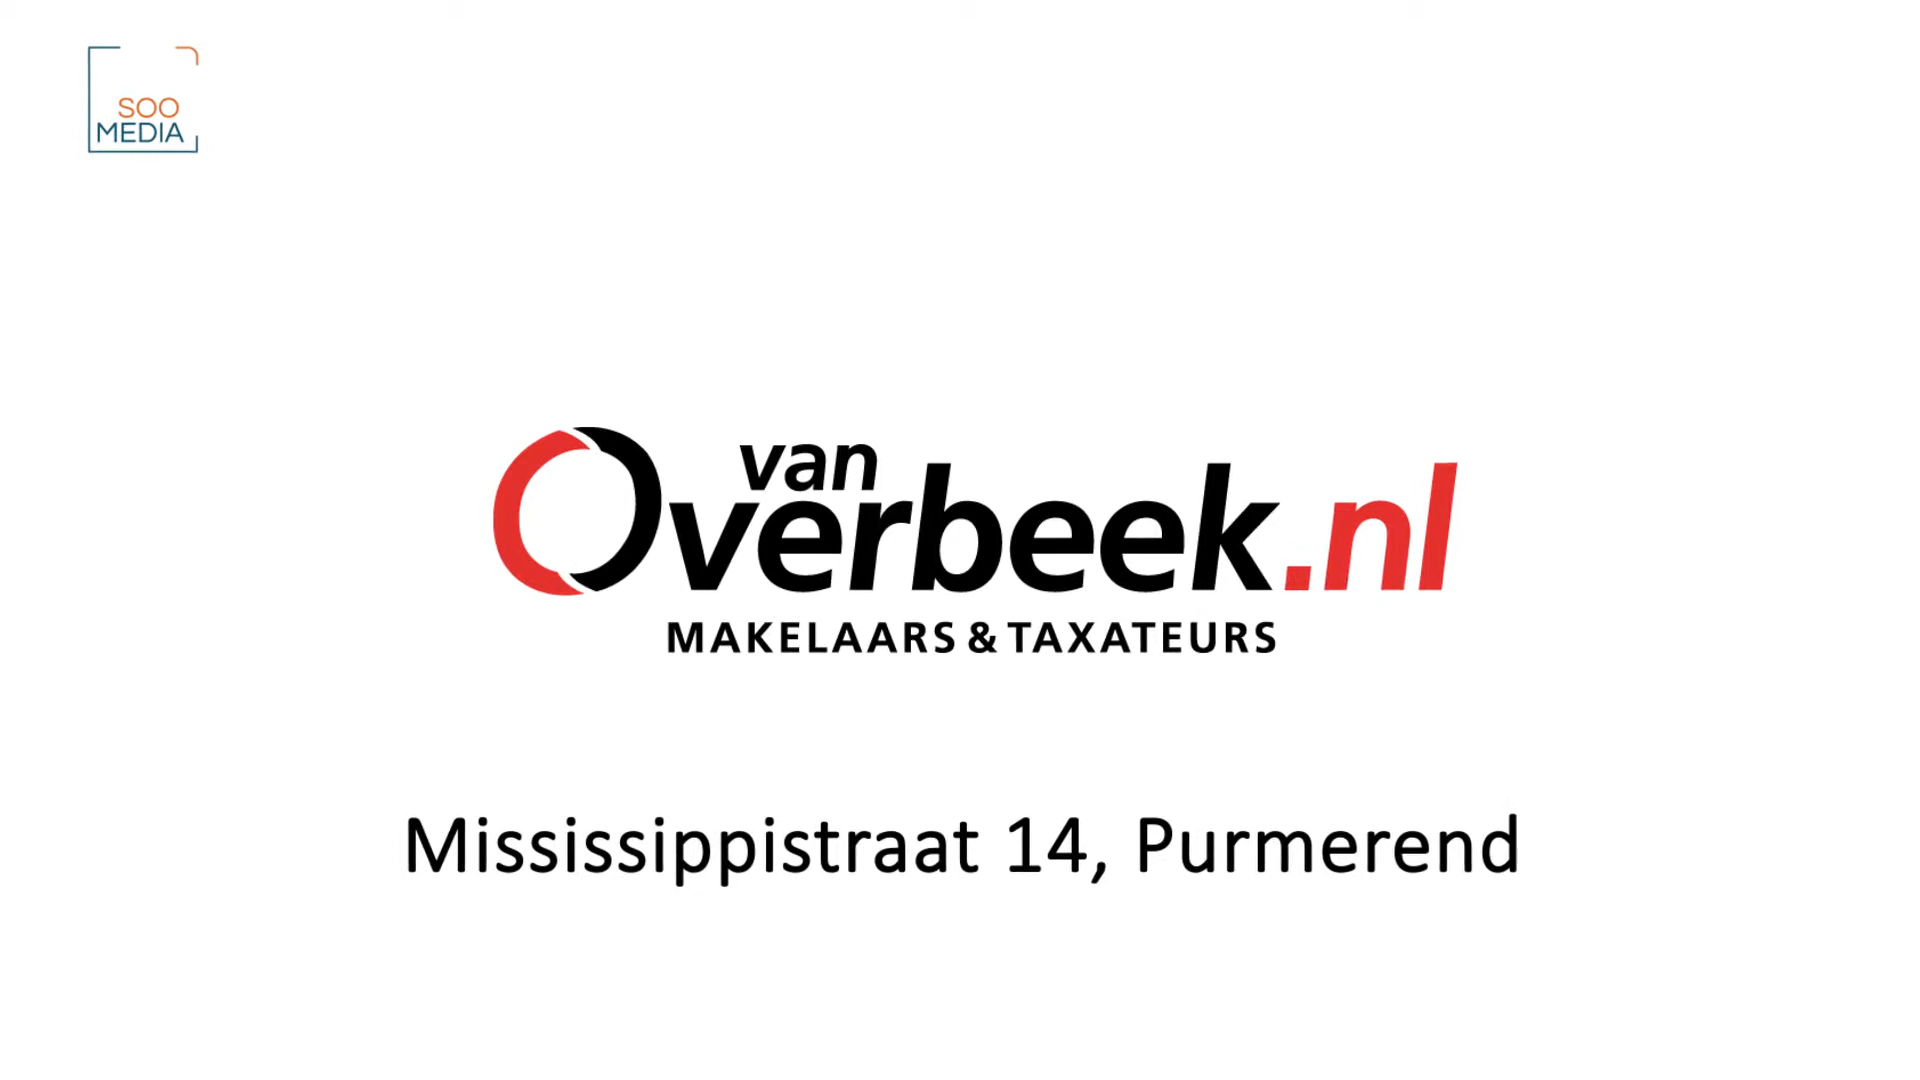 SOO
MEDIA
van
Overbeek.nl
MAKELAARS & TAXATEURS
Mississippistraat 14, Purmerend